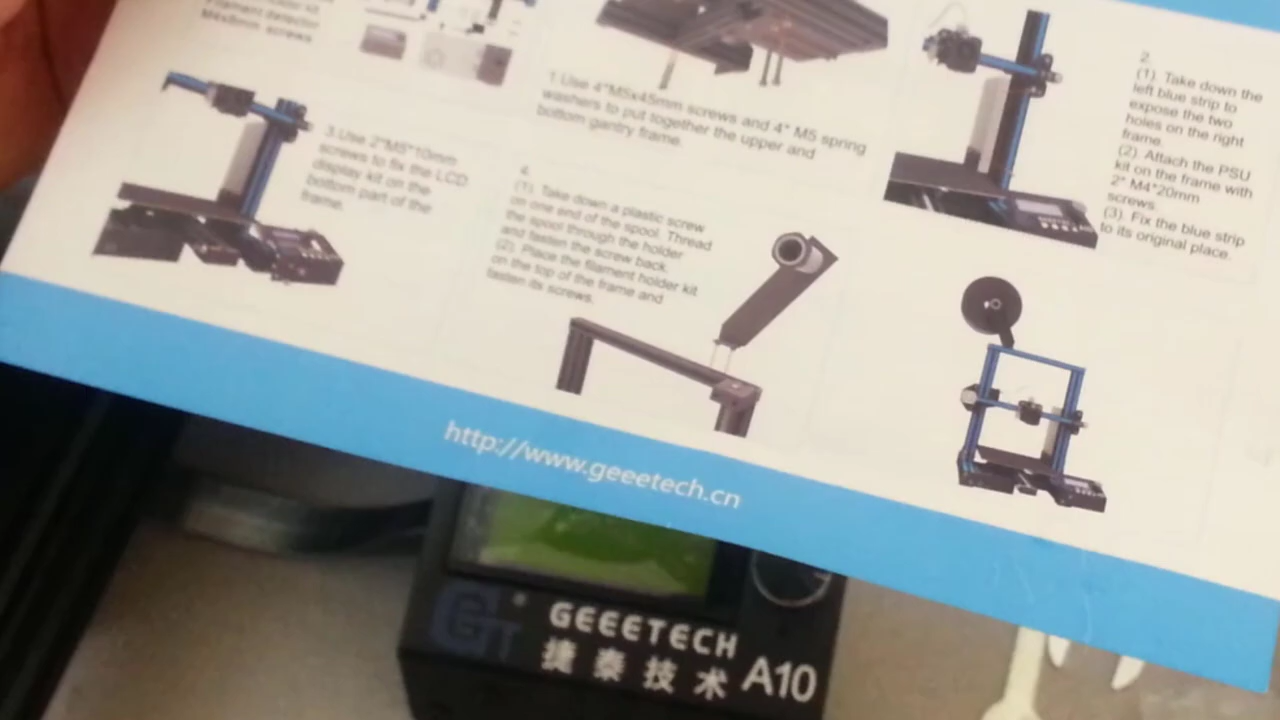 Filament detector
M4x8mm screws
1.Use 4*M5x45mm screws and 4* M5 spring
washers to put together the upper and
bottom gantry frame.
2.
(1). Take down the
left blue strip to
expose the two
holes on the right
frame.
(2). Attach the PSU
kit on the frame with
2* M4*20mm
screws
(3). Fix the blue strip
to its original place.
3.Use 2*M5*10mm
screws to fix the LCD
display kit on the
bottom part of the
frame.
4.
(1). Take down a plastic screw
on one end of the spool. Thread
the spool through the holder
and fasten the screw back.
(2). Place the filament holder kit
on the top of the frame and
fasten its screws.
http://www.geeetech.cn
GT
GEEETECH
捷泰技术 A10